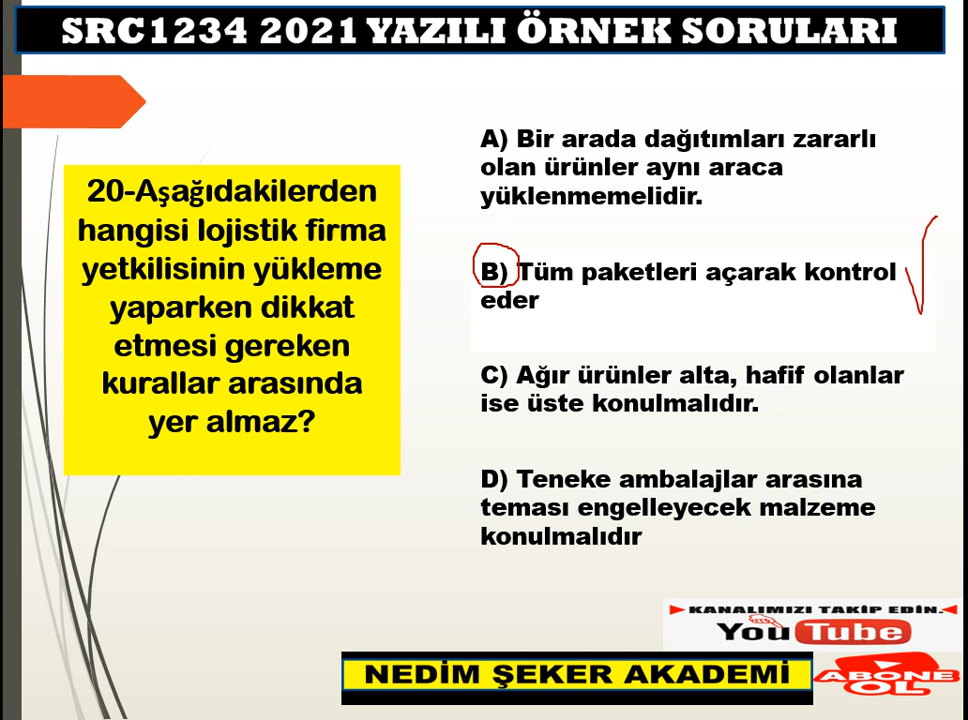 SRC1234 2021 YAZILI ÖRNEK SORULARI
20-Aşağıdakilerden
hangisi lojistik firma
yetkilisinin yükleme
yaparken dikkat
etmesi gereken
kurallar arasında
yer almaz?
A) Bir arada dağıtımları zararlı
olan ürünler aynı araca
yüklenmemelidir.
B) Tüm paketleri açarak kontrol
eder
C) Ağır ürünler alta, hafif olanlar
ise üste konulmalıdır.
D) Teneke ambalajlar arasına
teması engelleyecek malzeme
konulmalıdır
KANALIMIZI TAKİP EDİN.
YouTube
NEDİM ŞEKER AKADEMİ
ABONE
OL